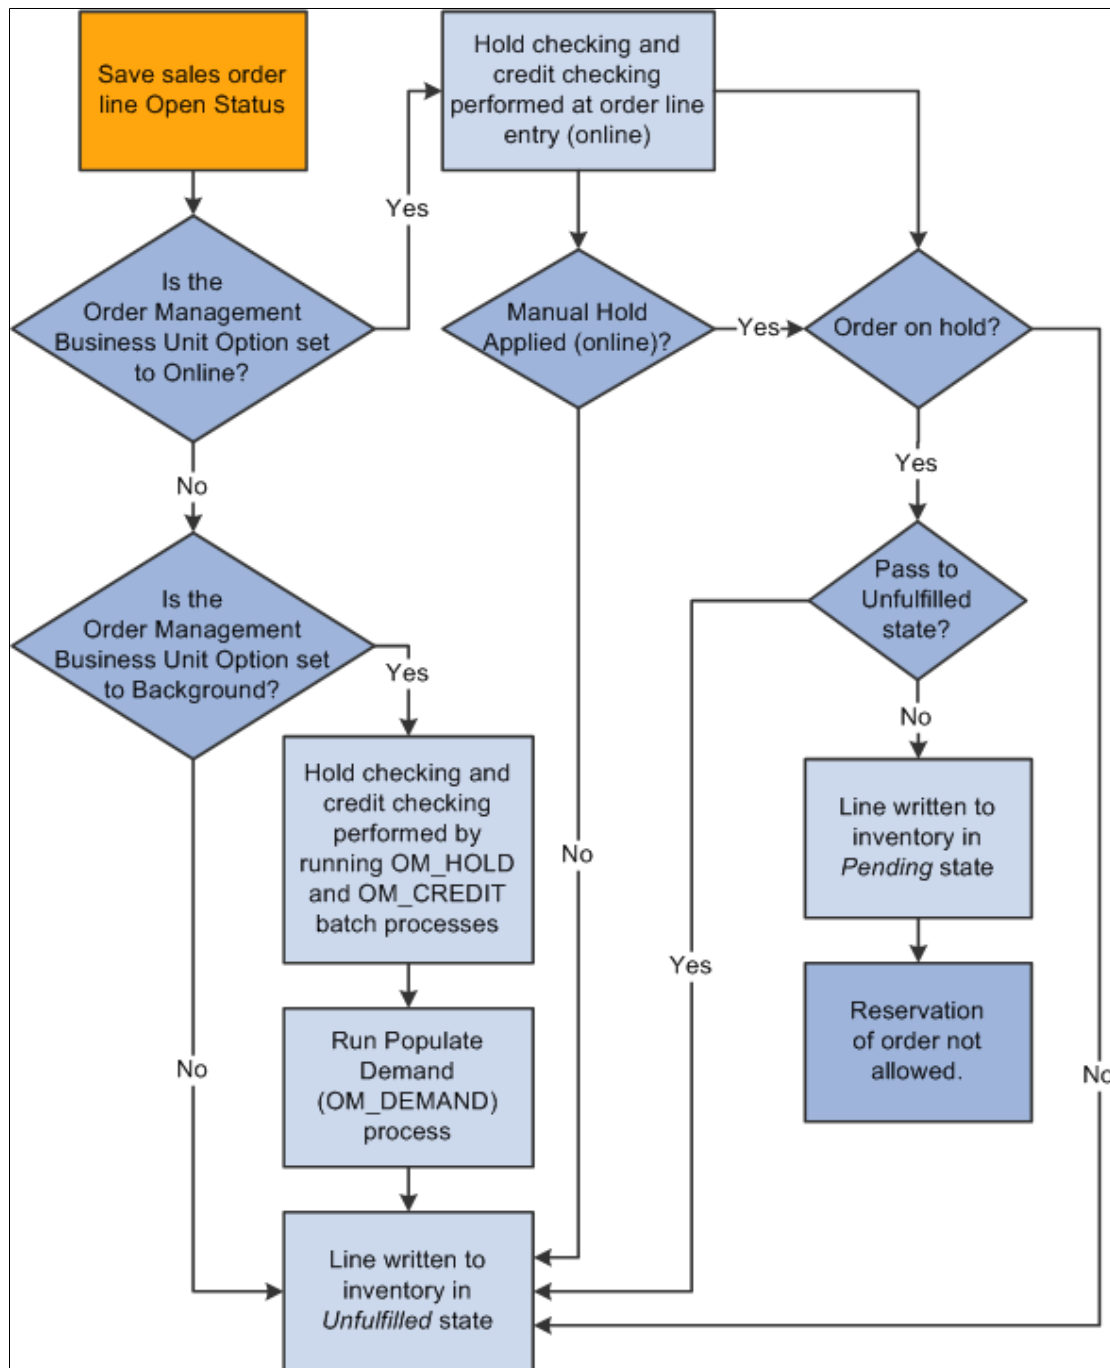 Save sales order
line Open Status
Hold checking and
credit checking
performed at order line
entry (online)
Yes
Is the
Order Management
Business Unit Option set
to Online?
Manual Hold
Applied (online)?
Yes
Order on hold?
No
Yes
Is the
Order Management
Business Unit Option set
to Background?
Pass to
Unfulfilled
state?
Yes
No
Hold checking and
credit checking
performed by
running OM_HOLD
and OM_CREDIT
batch processes
Line written to
inventory in
Pending state
No
Yes
Reservation
of order not
allowed.
No
Run Populate
Demand
(OM_DEMAND)
process
No
Line written to
inventory in
Unfulfilled state